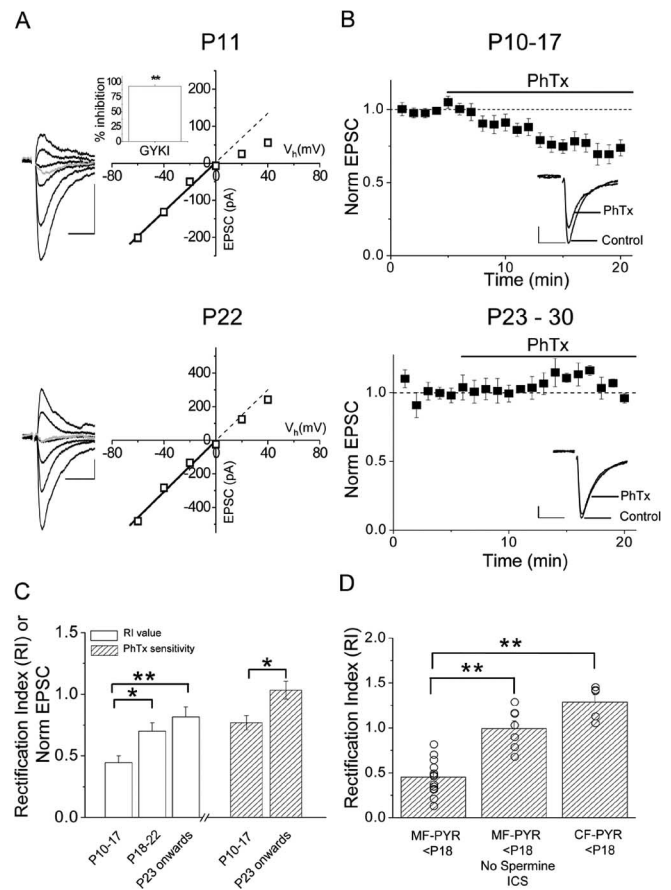 A
P11
% inhibition
100
75
50
25
0
**
GYKI
200
100
0
-100
-200
-80
-40
0
40
80
Vh(mV)
EPSC (pA)
B
P10-17
PhTx
Norm EPSC
1.0
0.5
0.0
PhTx
Control
0
10
20
Time (min)
P22
400
200
0
-200
-400
-80
-40
0
40
80
Vh(mV)
EPSC (pA)
P23 - 30
PhTx
Norm EPSC
1.0
0.5
0.0
PhTx
Control
0
10
20
Time (min)
C
Rectification Index (RI) or
Norm EPSC
1.5
1.0
0.5
0.0
RI value
PhTx sensitivity
**
*
*
P10-17
P18-22
P23 onwards
P10-17
P23 onwards
D
Rectification Index (RI)
2.0
1.5
1.0
0.5
0.0
**
**
MF-PYR
<P18
MF-PYR
<P18
No Spermine
ICS
CF-PYR
<P18